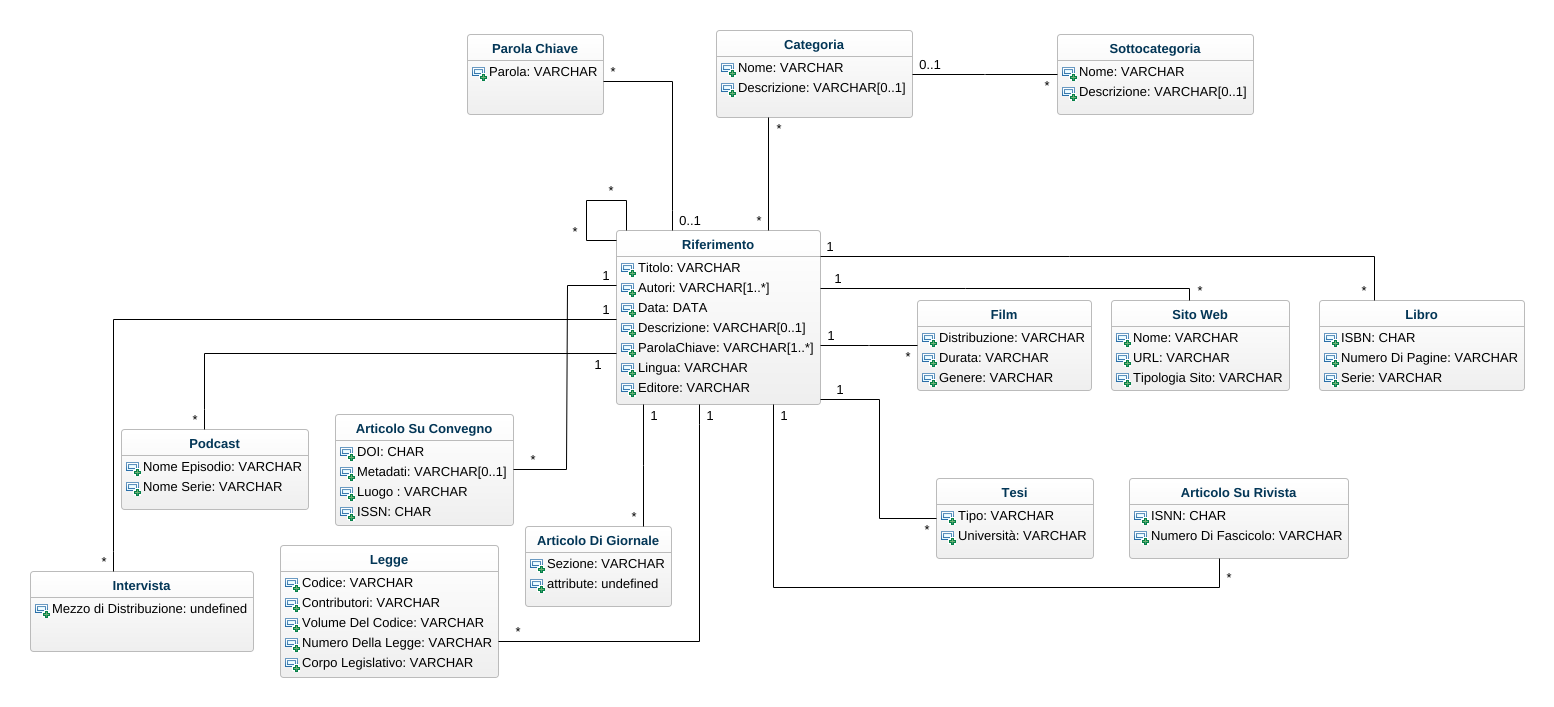 Parola Chiave
Parola: VARCHAR
*
Categoria
Nome: VARCHAR
Descrizione: VARCHAR[0..1]
0..1
*
Sottocategoria
Nome: VARCHAR
Descrizione: VARCHAR[0..1]
*
*
*
*
0..1
Riferimento
Titolo: VARCHAR
Autori: VARCHAR[1..*]
Data: DATA
Descrizione: VARCHAR[0..1]
ParolaChiave: VARCHAR[1..*]
Lingua: VARCHAR
Editore: VARCHAR
1
1
1
1
1
1
1
1
1
1
*
*
*
Film
Distribuzione: VARCHAR
Durata: VARCHAR
Genere: VARCHAR
Sito Web
Nome: VARCHAR
URL: VARCHAR
Tipologia Sito: VARCHAR
Libro
ISBN: CHAR
Numero Di Pagine: VARCHAR
Serie: VARCHAR
*
Podcast
Nome Episodio: VARCHAR
Nome Serie: VARCHAR
Articolo Su Convegno
DOI: CHAR
Metadati: VARCHAR[0..1]
Luogo : VARCHAR
ISSN: CHAR
*
*
Articolo Di Giornale
Sezione: VARCHAR
attribute: undefined
*
Tesi
Tipo: VARCHAR
Università: VARCHAR
Articolo Su Rivista
ISNN: CHAR
Numero Di Fascicolo: VARCHAR
*
*
Intervista
Mezzo di Distribuzione: undefined
Legge
Codice: VARCHAR
Contributori: VARCHAR
Volume Del Codice: VARCHAR
Numero Della Legge: VARCHAR
Corpo Legislativo: VARCHAR
*